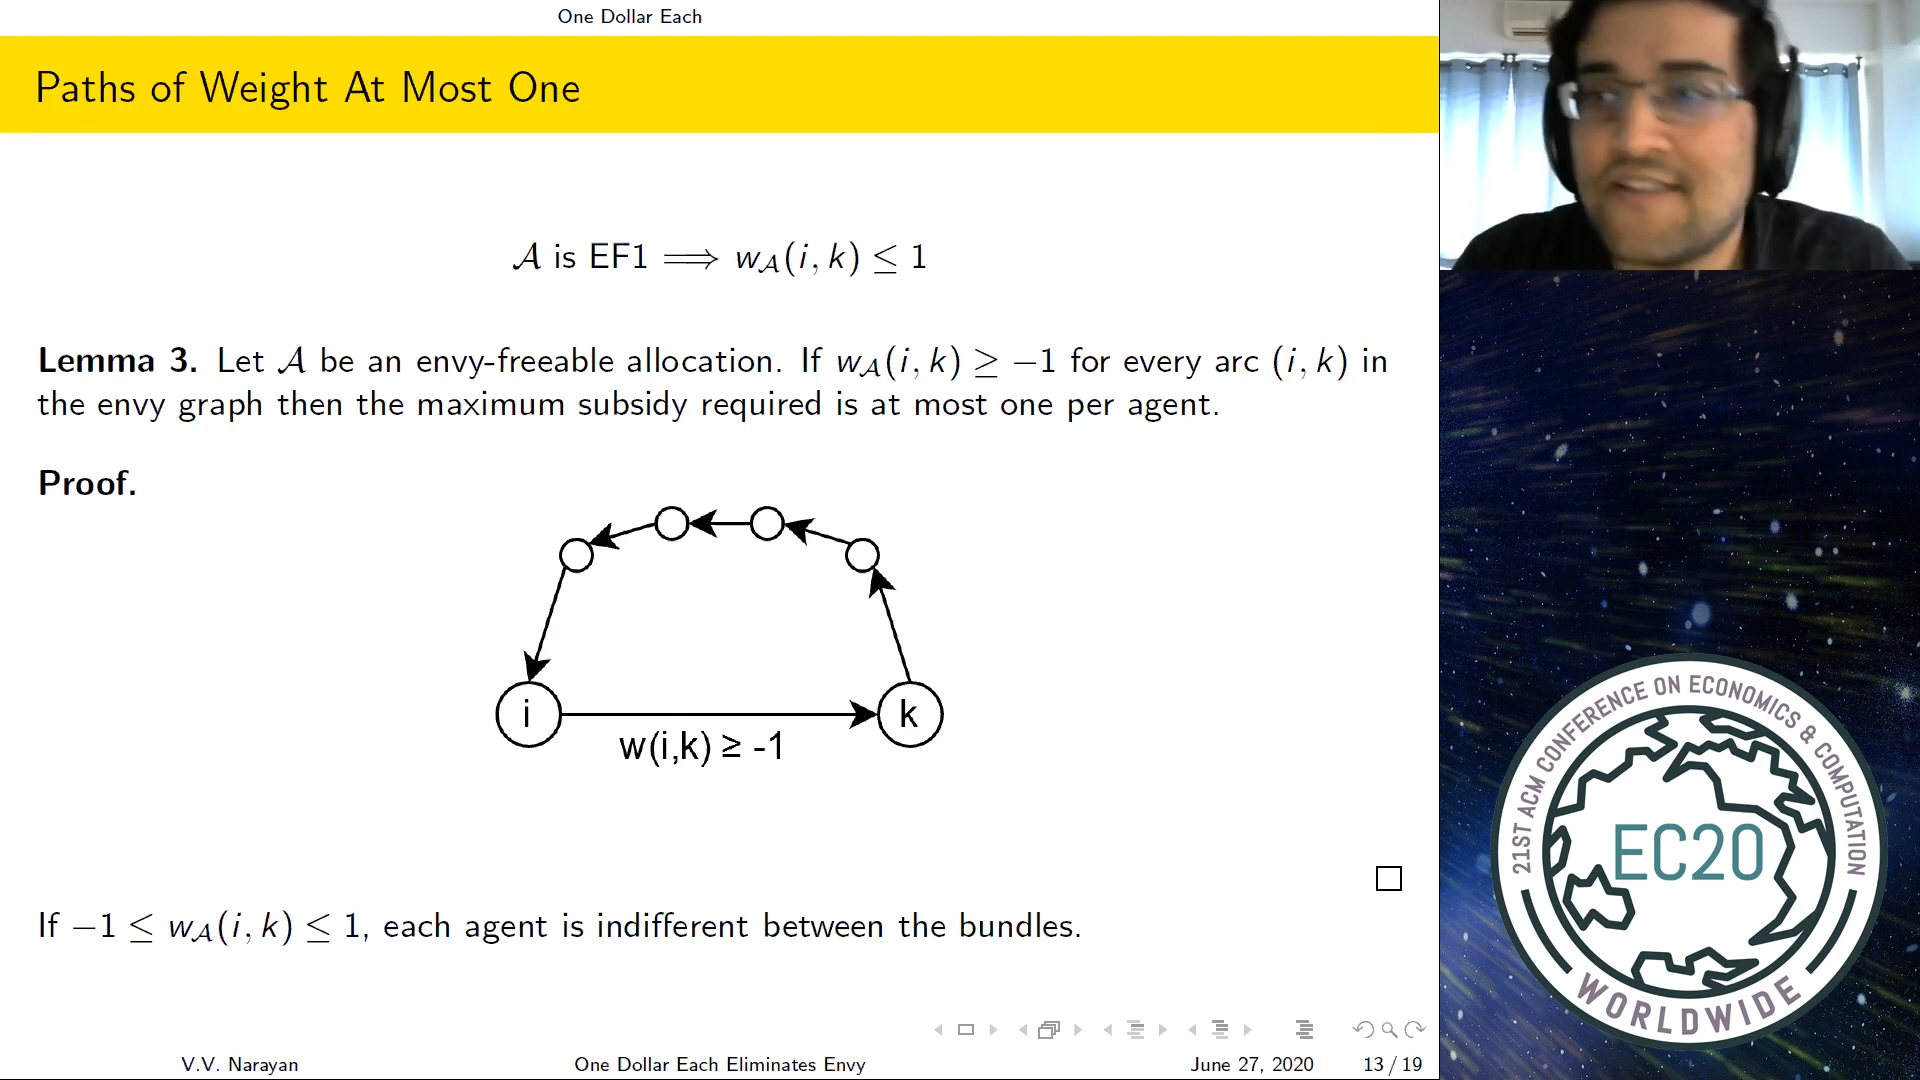 One Dollar Each
Paths of Weight At Most One
𝒜 is EF1 ⟹ w𝒜(i, k) ≤ 1
Lemma 3. Let 𝒜 be an envy-freeable allocation. If w𝒜(i, k) ≥ −1 for every arc (i, k) in
the envy graph then the maximum subsidy required is at most one per agent.
Proof.
i
k
w(i,k) ≥ -1
If −1 ≤ w𝒜(i, k) ≤ 1, each agent is indifferent between the bundles.
V.V. Narayan
One Dollar Each Eliminates Envy
June 27, 2020
13 / 19
21ST ACM CONFERENCE ON ECONOMICS & COMPUTATION
EC20
WORLDWIDE